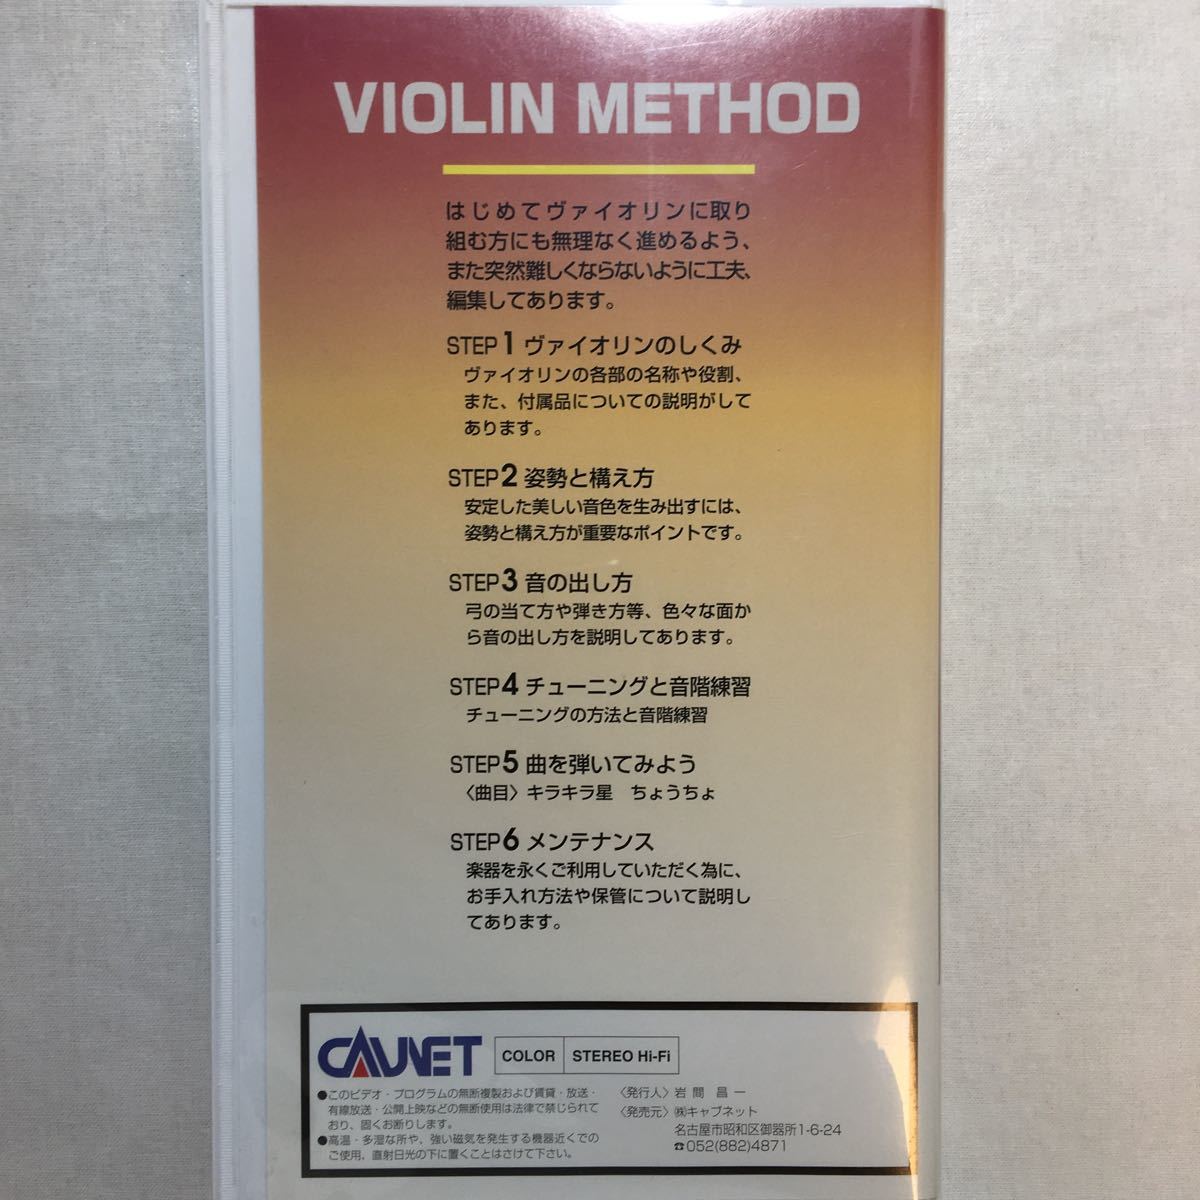 VIOLIN METHOD
はじめてヴァイオリンに取り
組む方にも無理なく進めるよう、
また突然難しくならないように工夫、
編集してあります。
STEP1 ヴァイオリンのしくみ
ヴァイオリンの各部の名称や役割、
また、付属品についての説明がして
あります。
STEP2 姿勢と構え方
安定した美しい音色を生み出すには、
姿勢と構え方が重要なポイントです。
STEP3 音の出し方
弓の当て方や弾き方等、色々な面か
ら音の出し方を説明してあります。
STEP4 チューニングと音階練習
チューニングの方法と音階練習
STEP5 曲を弾いてみよう
〈曲目〉キラキラ星　ちょうちょ
STEP6 メンテナンス
楽器を永くご利用していただく為に、
お手入れ方法や保管について説明し
てあります。
CAVNET COLOR STEREO Hi-Fi
●このビデオ・プログラムの無断複製および賃貸・放送・
有線放送・公開上映などの無断使用は法律で禁じられて
おり、固くお断りします。
●高温・多湿な所や、強い磁気を発生する機器近くでの
ご使用、直射日光の下に置くことはさけて下さい。
〈発行人〉岩間 昌一
〈発売元〉㈱キャブネット
名古屋市昭和区御器所1-6-24
☎052(882)4871